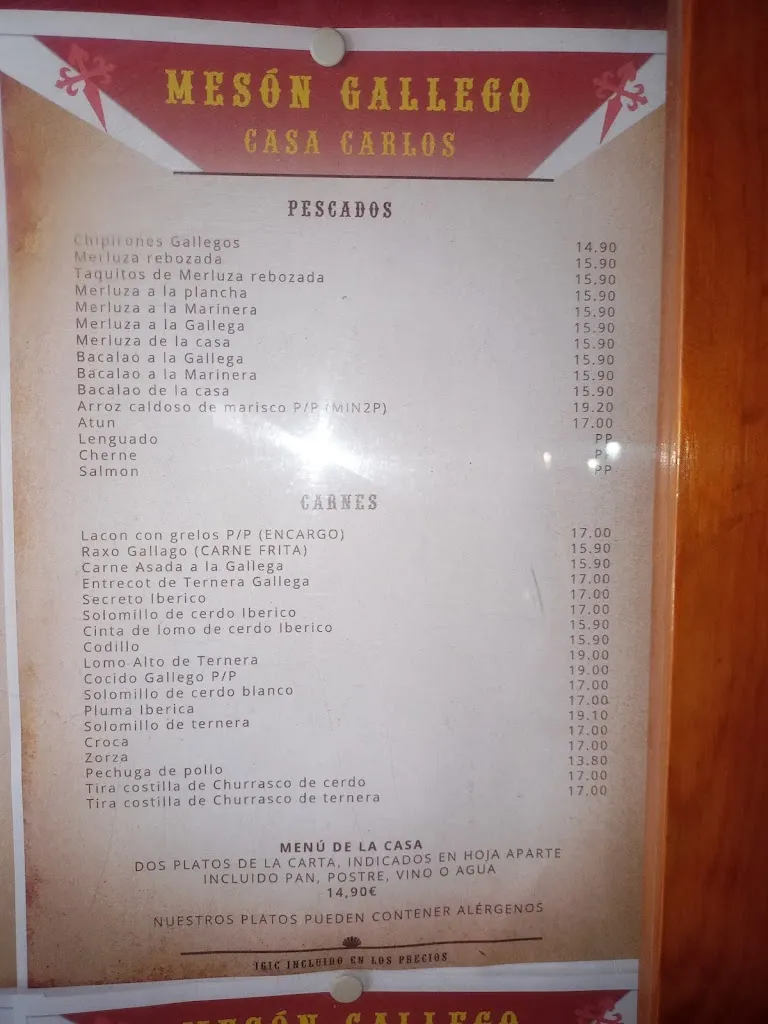 MESÓN GALLEGO
CASA CARLOS
PESCADOS
Chipirones Gallegos 14.90
Merluza rebozada 15.90
Taquitos de Merluza rebozada 15.90
Merluza a la plancha 15.90
Merluza a la Marinera 15.90
Merluza a la Gallega 15.90
Merluza de la casa 15.90
Bacalao a la Gallega 15.90
Bacalao a la Marinera 15.90
Bacalao de la casa 15.90
Arroz caldoso de marisco P/P (MIN2P) 19.20
Atun 17.00
Lenguado PP
Cherne PP
Salmon PP
CARNES
Lacon con grelos P/P (ENCARGO) 17.00
Raxo Gallago (CARNE FRITA) 15.90
Carne Asada a la Gallega 15.90
Entrecot de Ternera Gallega 17.00
Secreto Iberico 17.00
Solomillo de cerdo Iberico 17.00
Cinta de lomo de cerdo Iberico 15.90
Codillo 15.90
Lomo Alto de Ternera 19.00
Cocido Gallego P/P 19.00
Solomillo de cerdo blanco 17.00
Pluma Iberica 17.00
Solomillo de ternera 19.10
Croca 17.00
Zorza 17.00
Pechuga de pollo 13.80
Tira costilla de Churrasco de cerdo 17.00
Tira costilla de Churrasco de ternera 17,00
MENÚ DE LA CASA
DOS PLATOS DE LA CARTA, INDICADOS EN HOJA APARTE
INCLUIDO PAN, POSTRE, VINO O AGUA
14,90€
NUESTROS PLATOS PUEDEN CONTENER ALÉRGENOS
IGIC INCLUIDO EN LOS PRECIOS
MESÓN GALLEGO